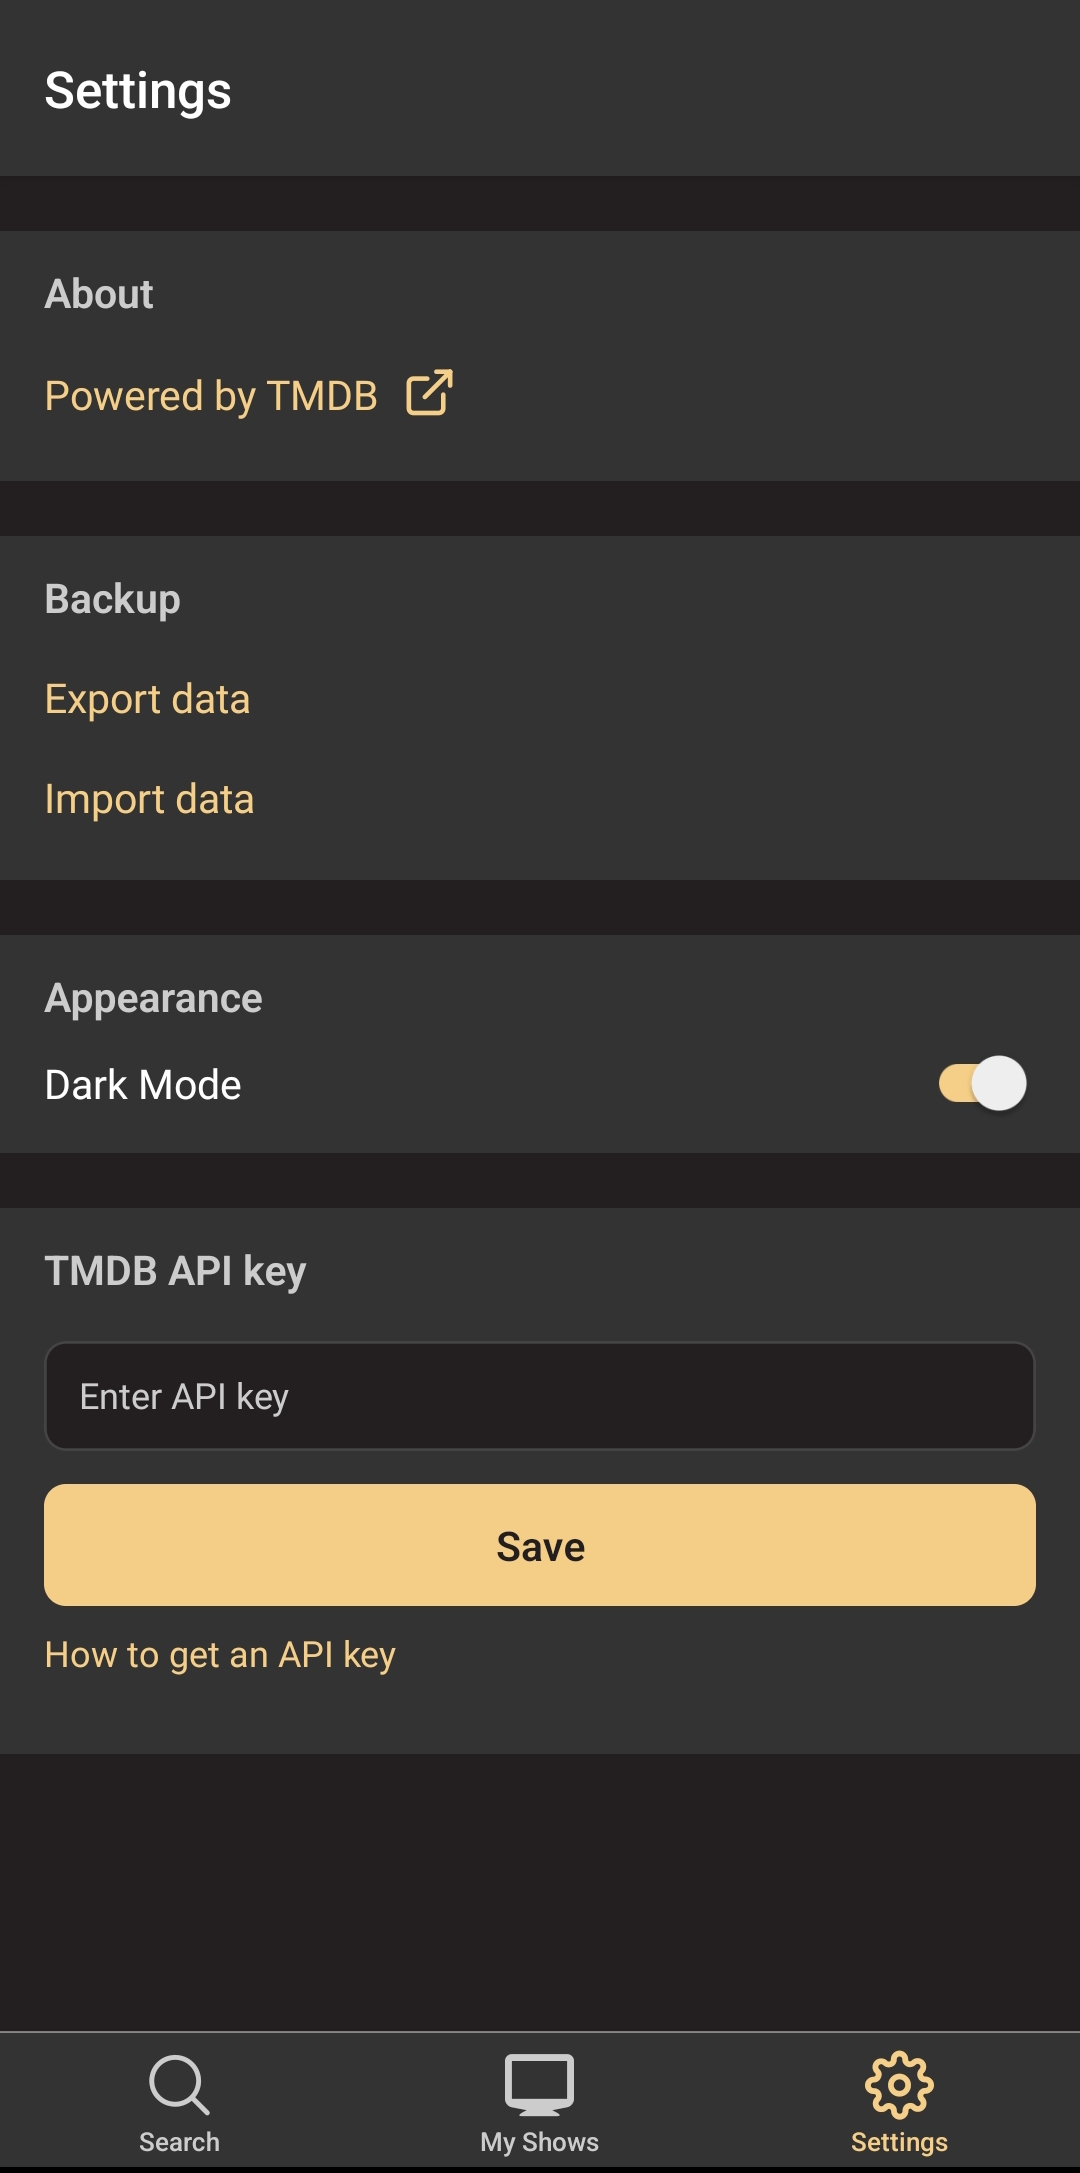 Settings
About
Powered by TMDB
Backup
Export data
Import data
Appearance
Dark Mode
TMDB API key
Enter API key
Save
How to get an API key
Search
My Shows
Settings